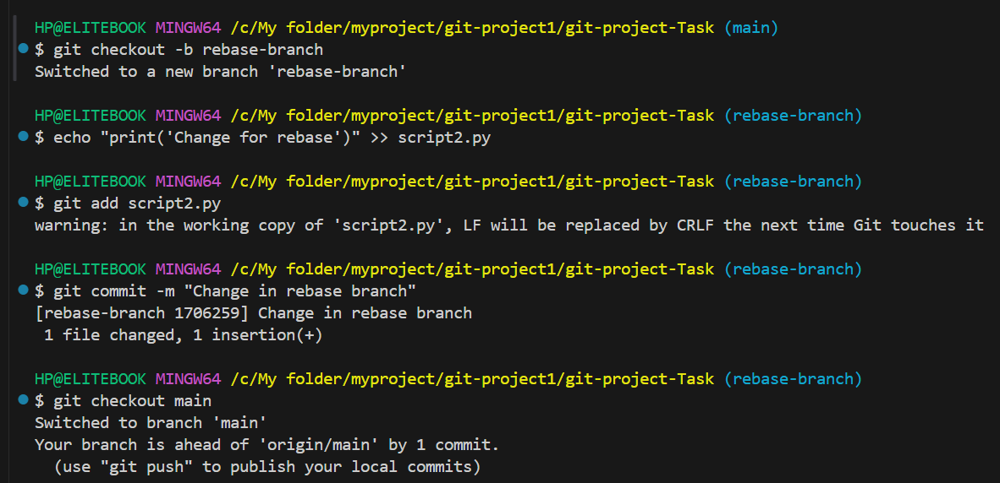 HP@ELITEBOOK MINGW64 /c/My folder/myproject/git-project1/git-project-Task (main)
$ git checkout -b rebase-branch
Switched to a new branch 'rebase-branch'
HP@ELITEBOOK MINGW64 /c/My folder/myproject/git-project1/git-project-Task (rebase-branch)
$ echo "print('Change for rebase')" >> script2.py
HP@ELITEBOOK MINGW64 /c/My folder/myproject/git-project1/git-project-Task (rebase-branch)
$ git add script2.py
warning: in the working copy of 'script2.py', LF will be replaced by CRLF the next time Git touches it
HP@ELITEBOOK MINGW64 /c/My folder/myproject/git-project1/git-project-Task (rebase-branch)
$ git commit -m "Change in rebase branch"
[rebase-branch 1706259] Change in rebase branch
 1 file changed, 1 insertion(+)
HP@ELITEBOOK MINGW64 /c/My folder/myproject/git-project1/git-project-Task (rebase-branch)
$ git checkout main
Switched to branch 'main'
Your branch is ahead of 'origin/main' by 1 commit.
  (use "git push" to publish your local commits)